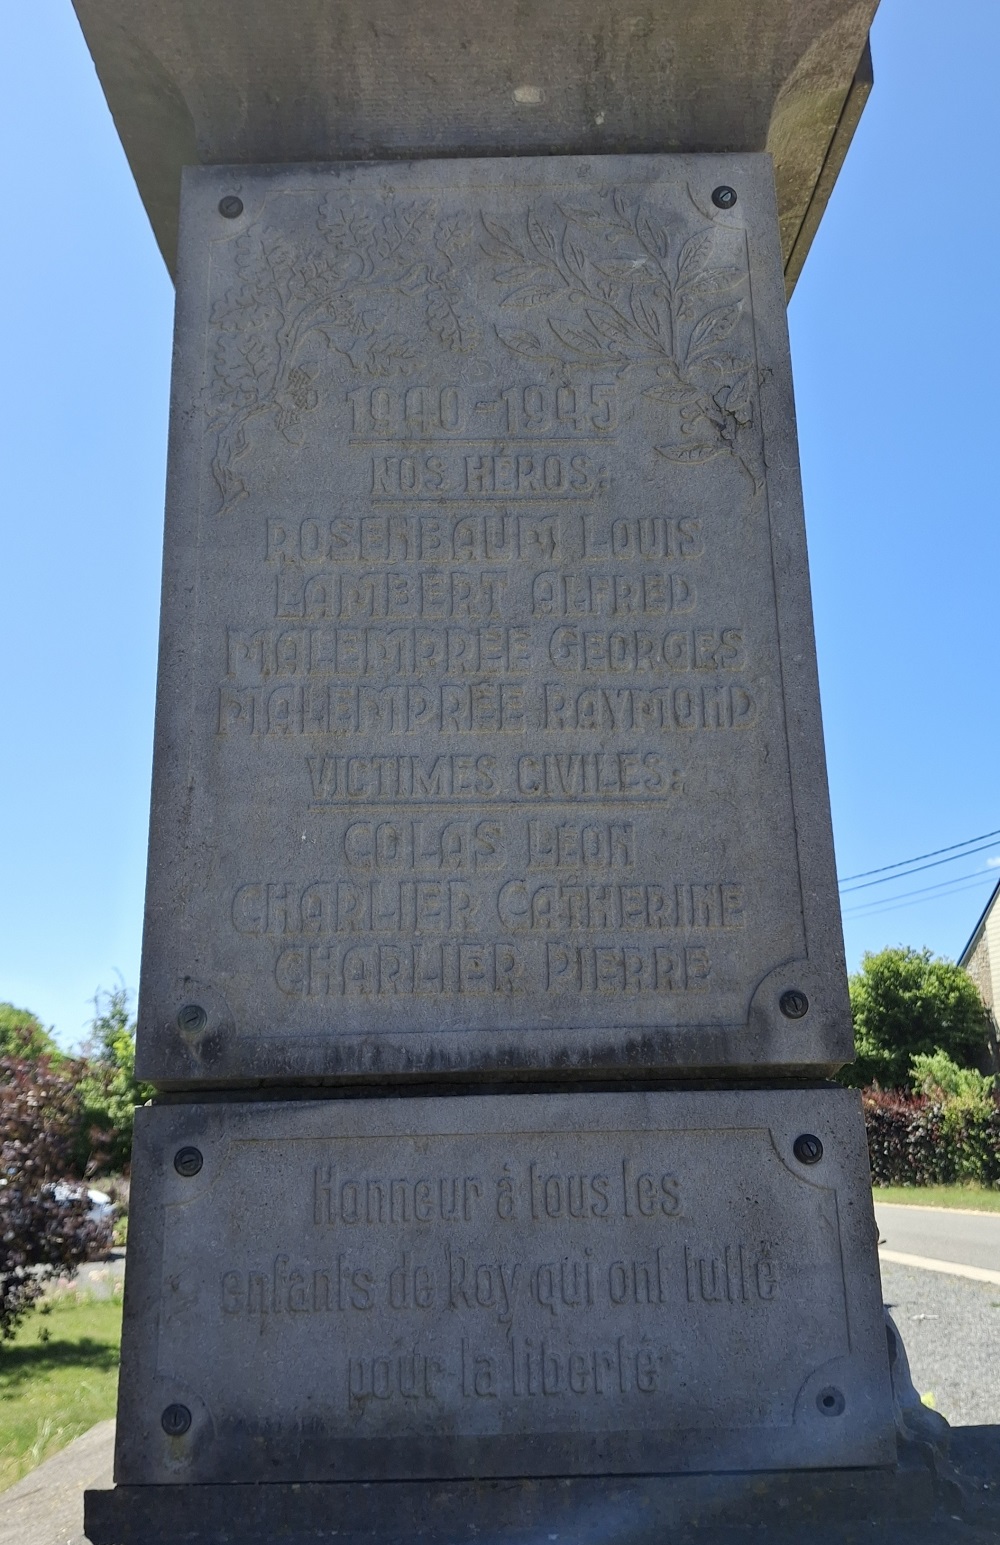 1940-1945
NOS HÉROS:
ROSENEBAUM LOUIS
LAMBERT ALFRED
MALEMPRÉE GEORGES
MALEMPRÉE RAYMOND
VICTIMES CIVILES:
COLAS LÉON
CHARLIER CATHERINE
CHARLIER PIERRE
Honneur à tous les
enfants de Roy qui ont lutté
pour la liberté